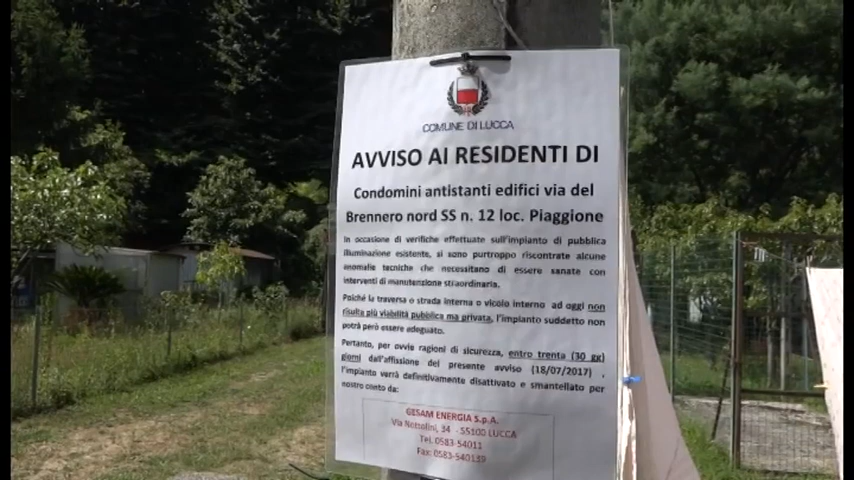 COMUNE DI LUCCA
AVVISO AI RESIDENTI DI
Condomini antistanti edifici via del
Brennero nord SS n. 12 loc. Piaggione
In occasione di verifiche effettuate sull'impianto di pubblica
illuminazione esistente, si sono purtroppo riscontrate alcune
anomalie tecniche che necessitano di essere sanate con
interventi di manutenzione straordinaria.
Poiché la traversa o strada interna o vicolo interno ad oggi non
risulta più viabilità pubblica ma privata, l'impianto suddetto non
potrà però essere adeguato.
Pertanto, per ovvie ragioni di sicurezza, entro trenta (30 gg)
giorni dall'affissione del presente avviso (18/07/2017) ,
l'impianto verrà definitivamente disattivato e smantellato per
nostro conto da:
GESAM ENERGIA S.p.A.
Via Nottolini, 34 - 55100 LUCCA
Tel. 0583-54011
Fax: 0583-540139